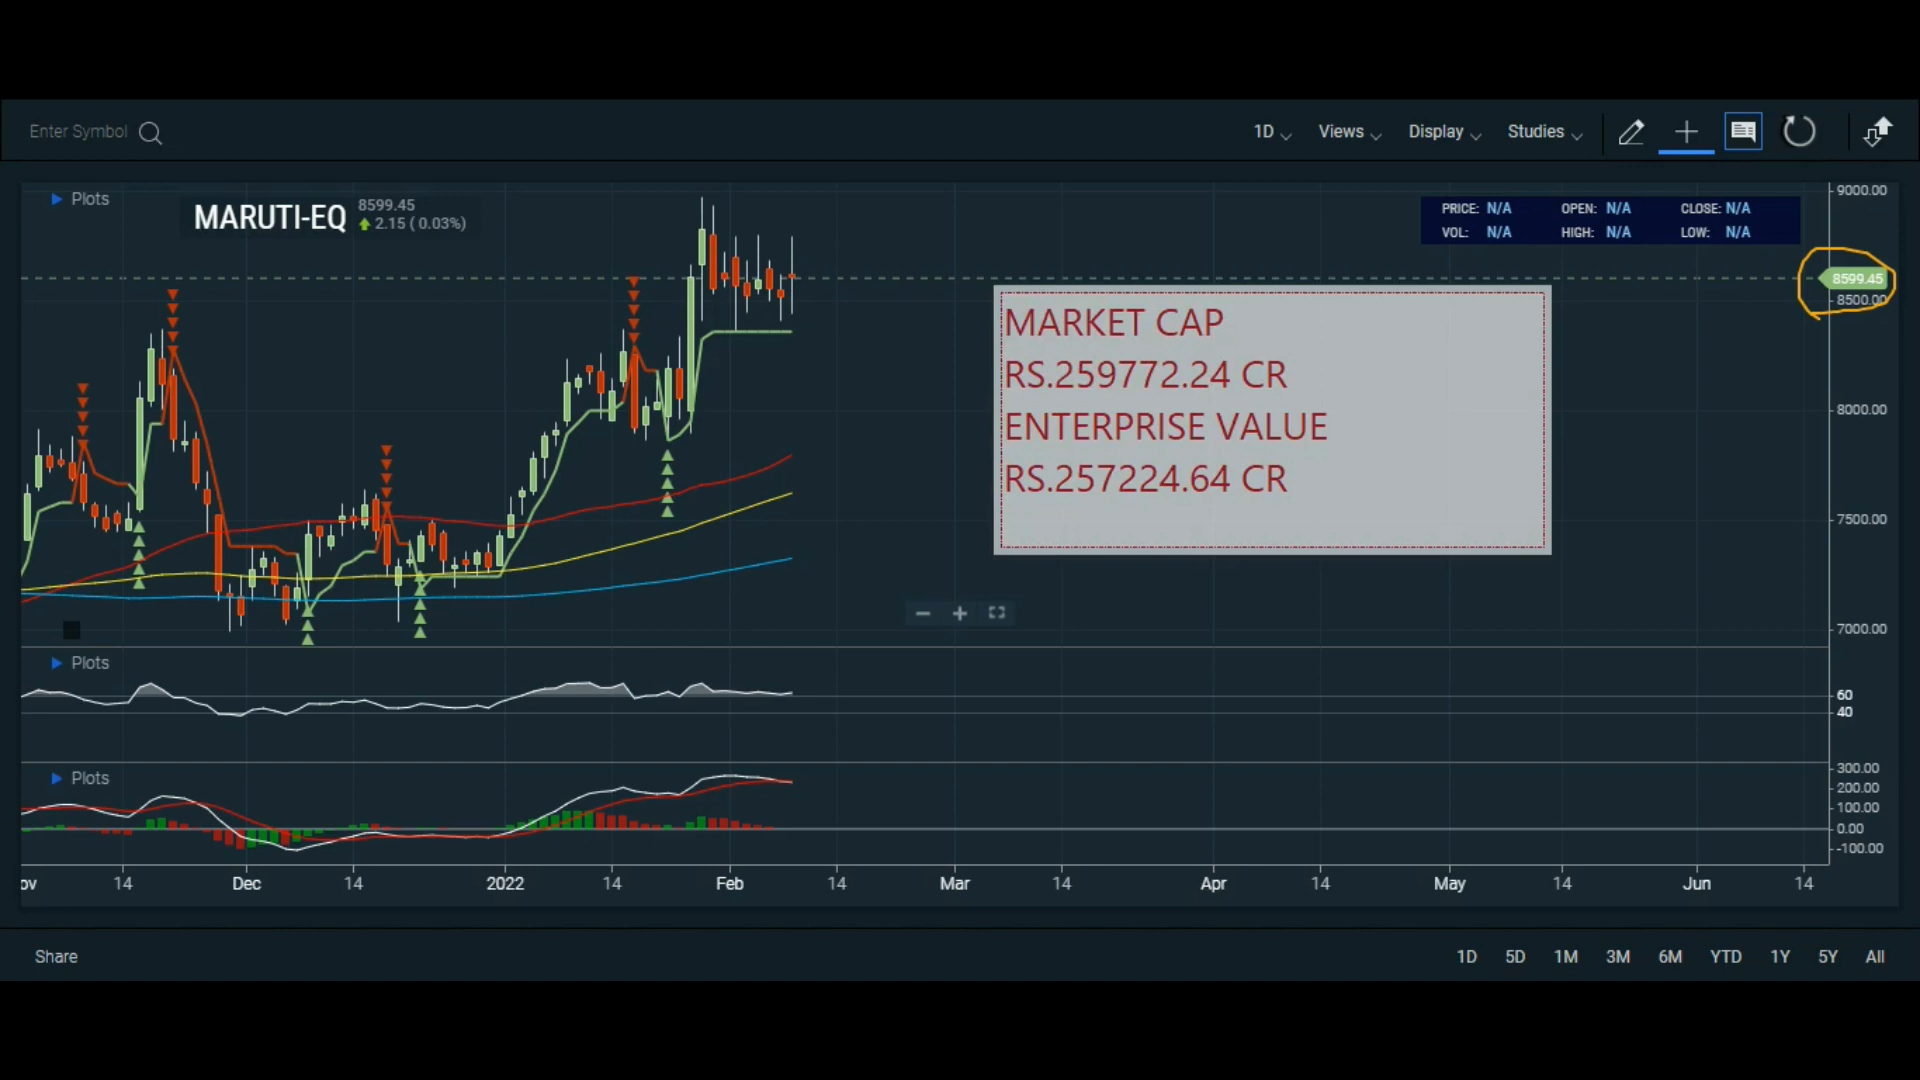 Enter Symbol
1D Views Display Studies
Plots
MARUTI-EQ
8599.45
2.15 ( 0.03%)
PRICE: N/A OPEN: N/A CLOSE: N/A
VOL: N/A HIGH: N/A LOW: N/A
9000.00
8599.45
8500.00
8000.00
7500.00
7000.00
MARKET CAP
RS.259772.24 CR
ENTERPRISE VALUE
RS.257224.64 CR
Plots
60
40
Plots
300.00
200.00
100.00
0.00
-100.00
ov 14 Dec 14 2022 14 Feb 14 Mar 14 Apr 14 May 14 Jun 14
Share
1D 5D 1M 3M 6M YTD 1Y 5Y All